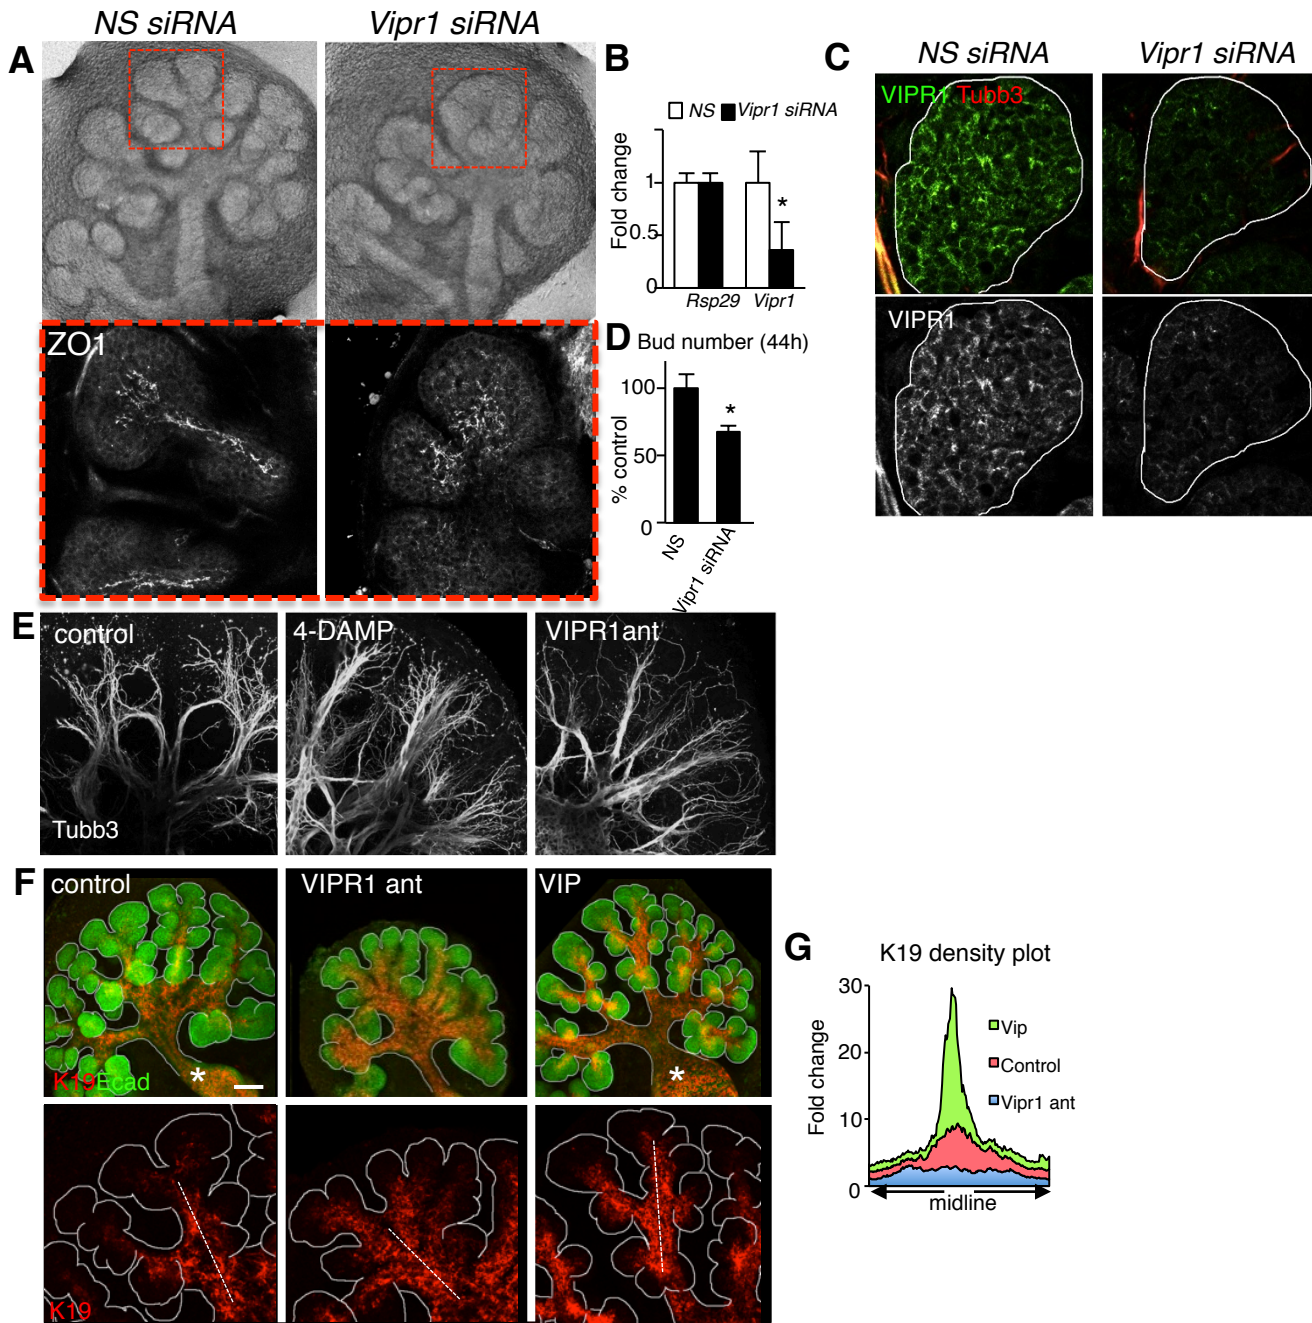 NS siRNA
Vipr1 siRNA
A
ZO1
B
NS Vipr1 siRNA
Fold change
1
0.5
0
*
Rsp29 Vipr1
C
NS siRNA
Vipr1 siRNA
VIPR1 Tubb3
VIPR1
D Bud number (44h)
% control
100
50
0
*
NS
Vipr1 siRNA
E
control
4-DAMP
VIPR1ant
Tubb3
F
control
VIPR1 ant
VIP
K19Ecad
*
*
K19
G
K19 density plot
Fold change
30
20
10
0
Vip
Control
Vipr1 ant
midline